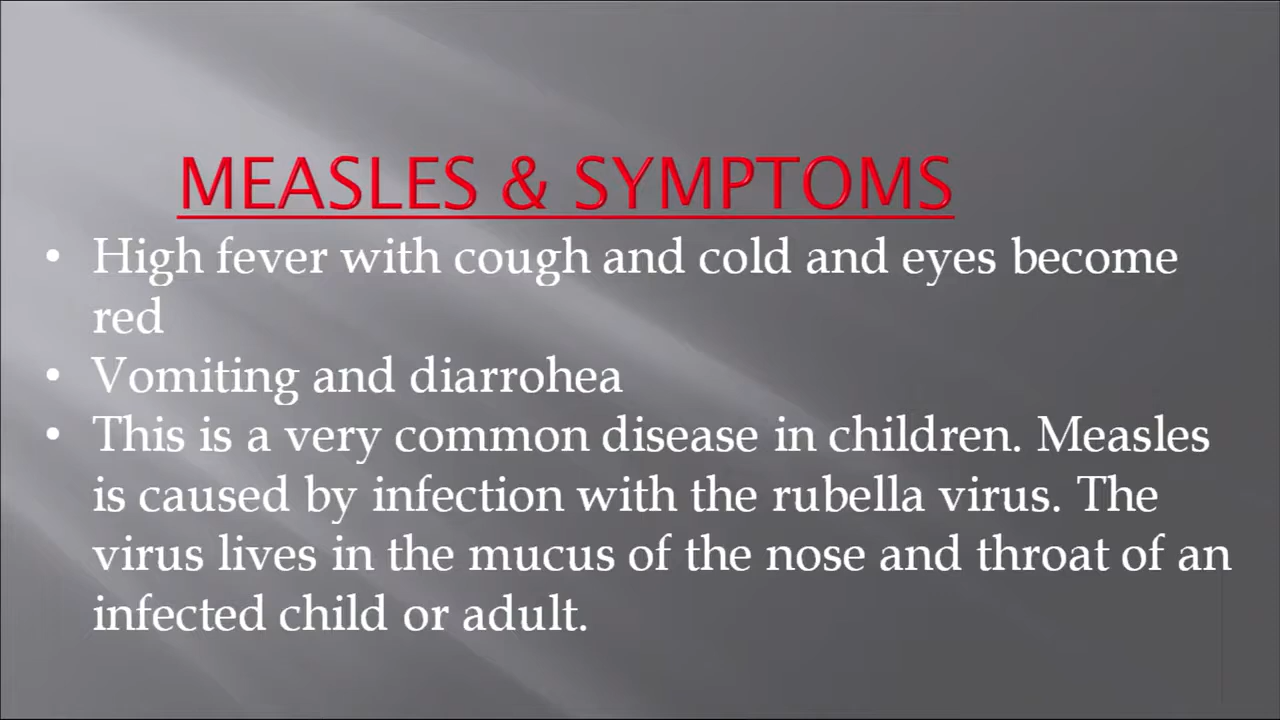 MEASLES & SYMPTOMS
• High fever with cough and cold and eyes become
red
• Vomiting and diarrohea
• This is a very common disease in children. Measles
is caused by infection with the rubella virus. The
virus lives in the mucus of the nose and throat of an
infected child or adult.